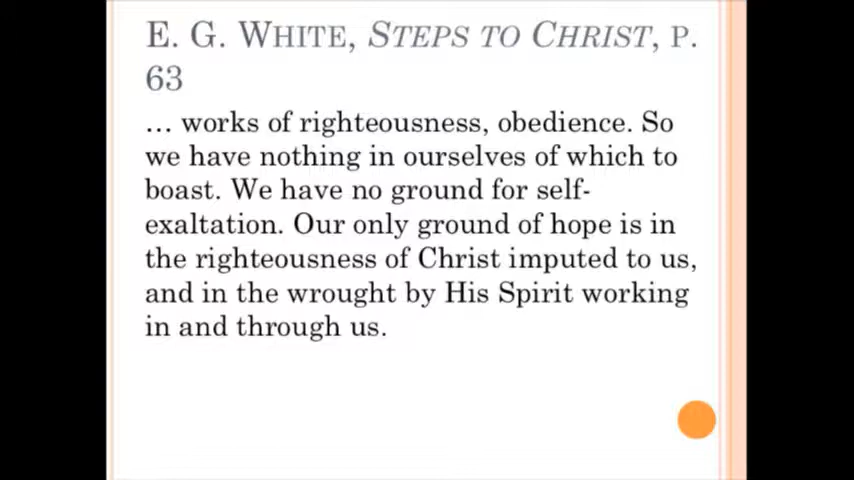 E. G. WHITE, STEPS TO CHRIST, P.
63
… works of righteousness, obedience. So
we have nothing in ourselves of which to
boast. We have no ground for self-
exaltation. Our only ground of hope is in
the righteousness of Christ imputed to us,
and in the wrought by His Spirit working
in and through us.